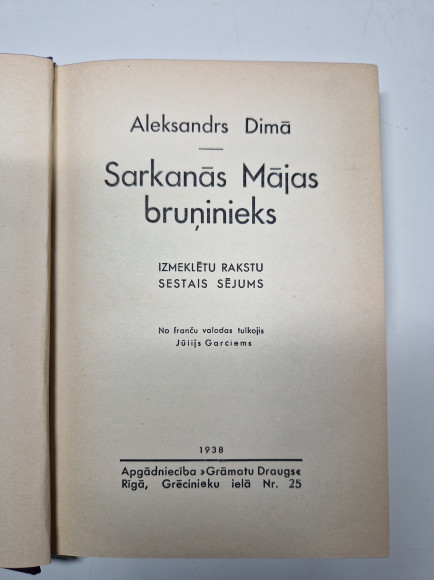 Aleksandrs Dimā
Sarkanās Mājas
bruņinieks
IZMEKLĒTU RAKSTU
SESTAIS SĒJUMS
No franču valodas tulkojis
Jūlijs Garciems
1938
Apgādniecība »Grāmatu Draugs«
Rīgā, Grēcinieku ielā Nr. 25